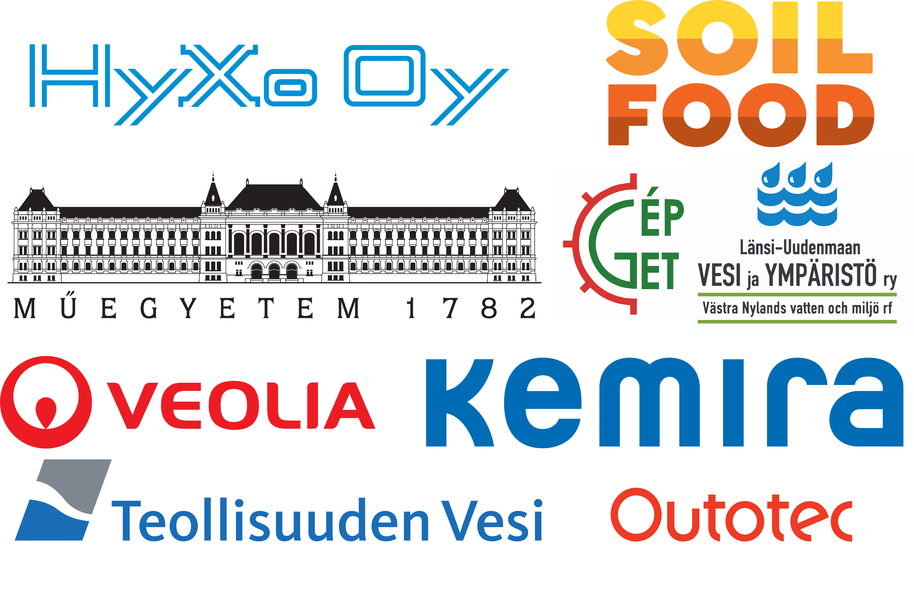 HyXo Oy
SOIL
FOOD
MŰEGYETEM 1782
GÉP
GET
Länsi-Uudenmaan
VESI ja YMPÄRISTÖ ry
Västra Nylands vatten och miljö rf
VEOLIA
Kemira
Teollisuuden Vesi
Outotec